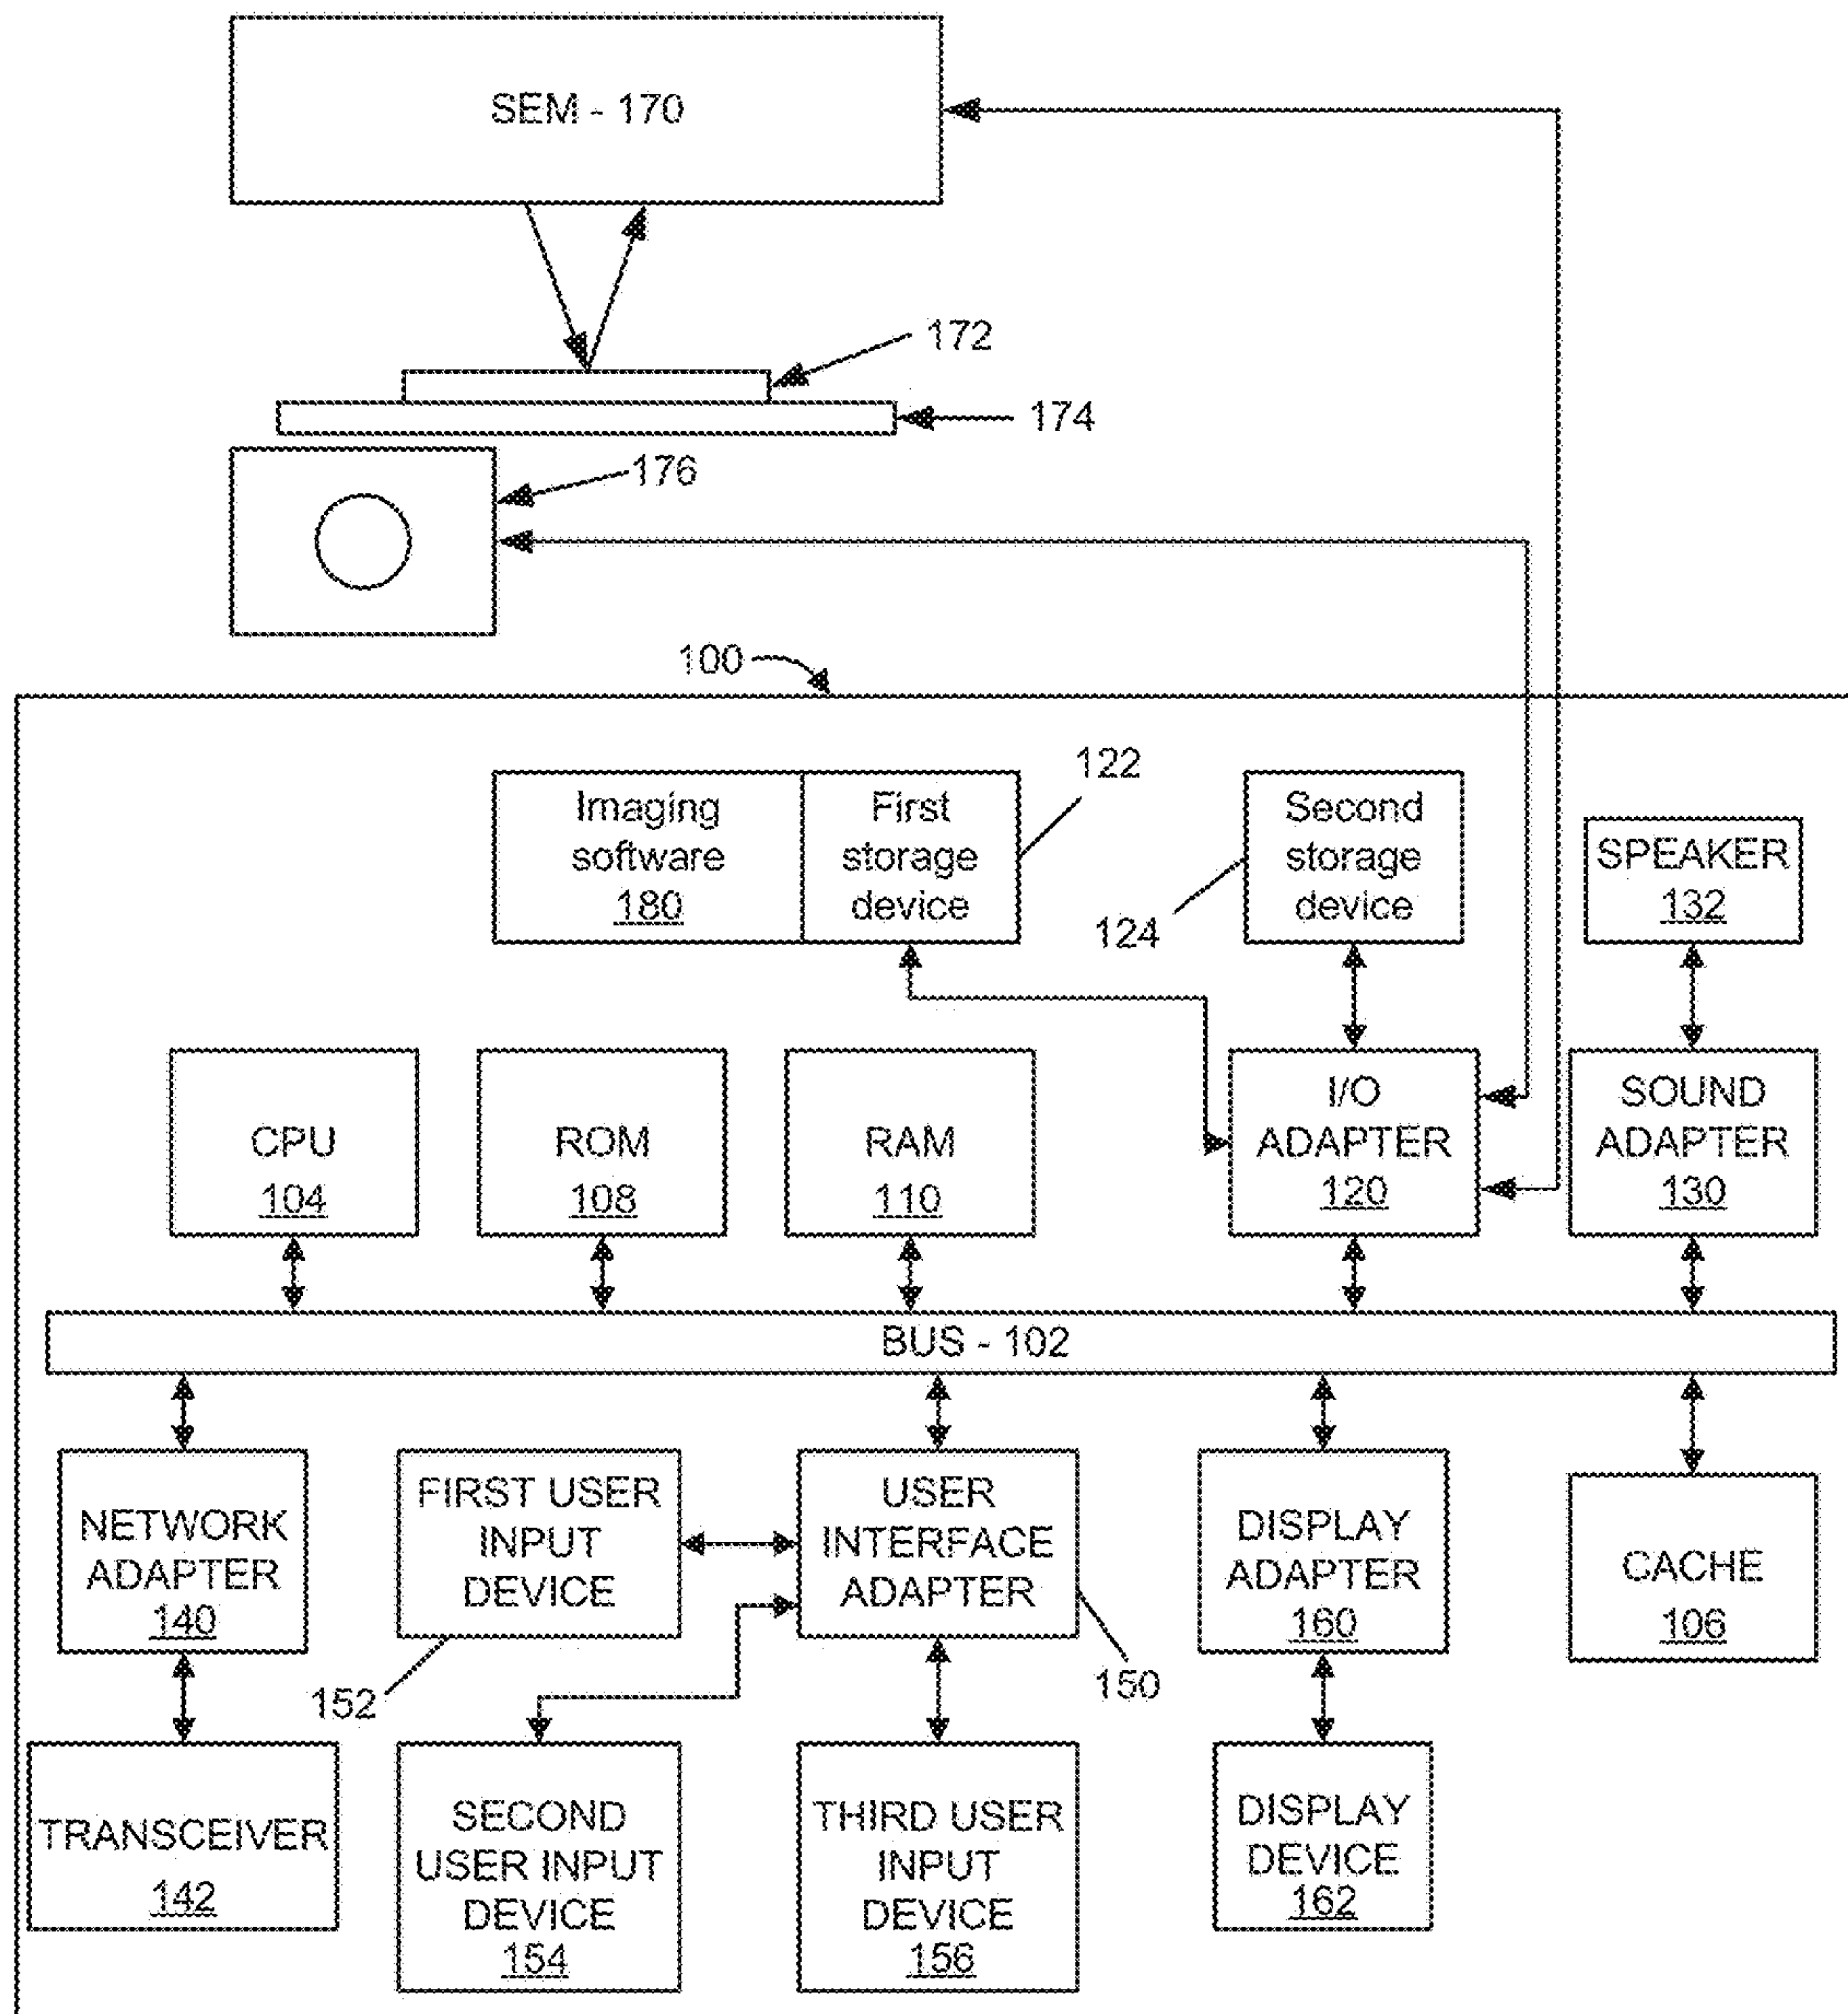 SEM - 170
172
174
176
100
Imaging
software
180
First
storage
device
122
Second
storage
device
124
SPEAKER
132
CPU
104
ROM
108
RAM
110
I/O
ADAPTER
120
SOUND
ADAPTER
130
BUS - 102
NETWORK
ADAPTER
140
FIRST USER
INPUT
DEVICE
152
USER
INTERFACE
ADAPTER
150
DISPLAY
ADAPTER
160
CACHE
106
TRANSCEIVER
142
SECOND
USER INPUT
DEVICE
154
THIRD USER
INPUT
DEVICE
156
DISPLAY
DEVICE
162